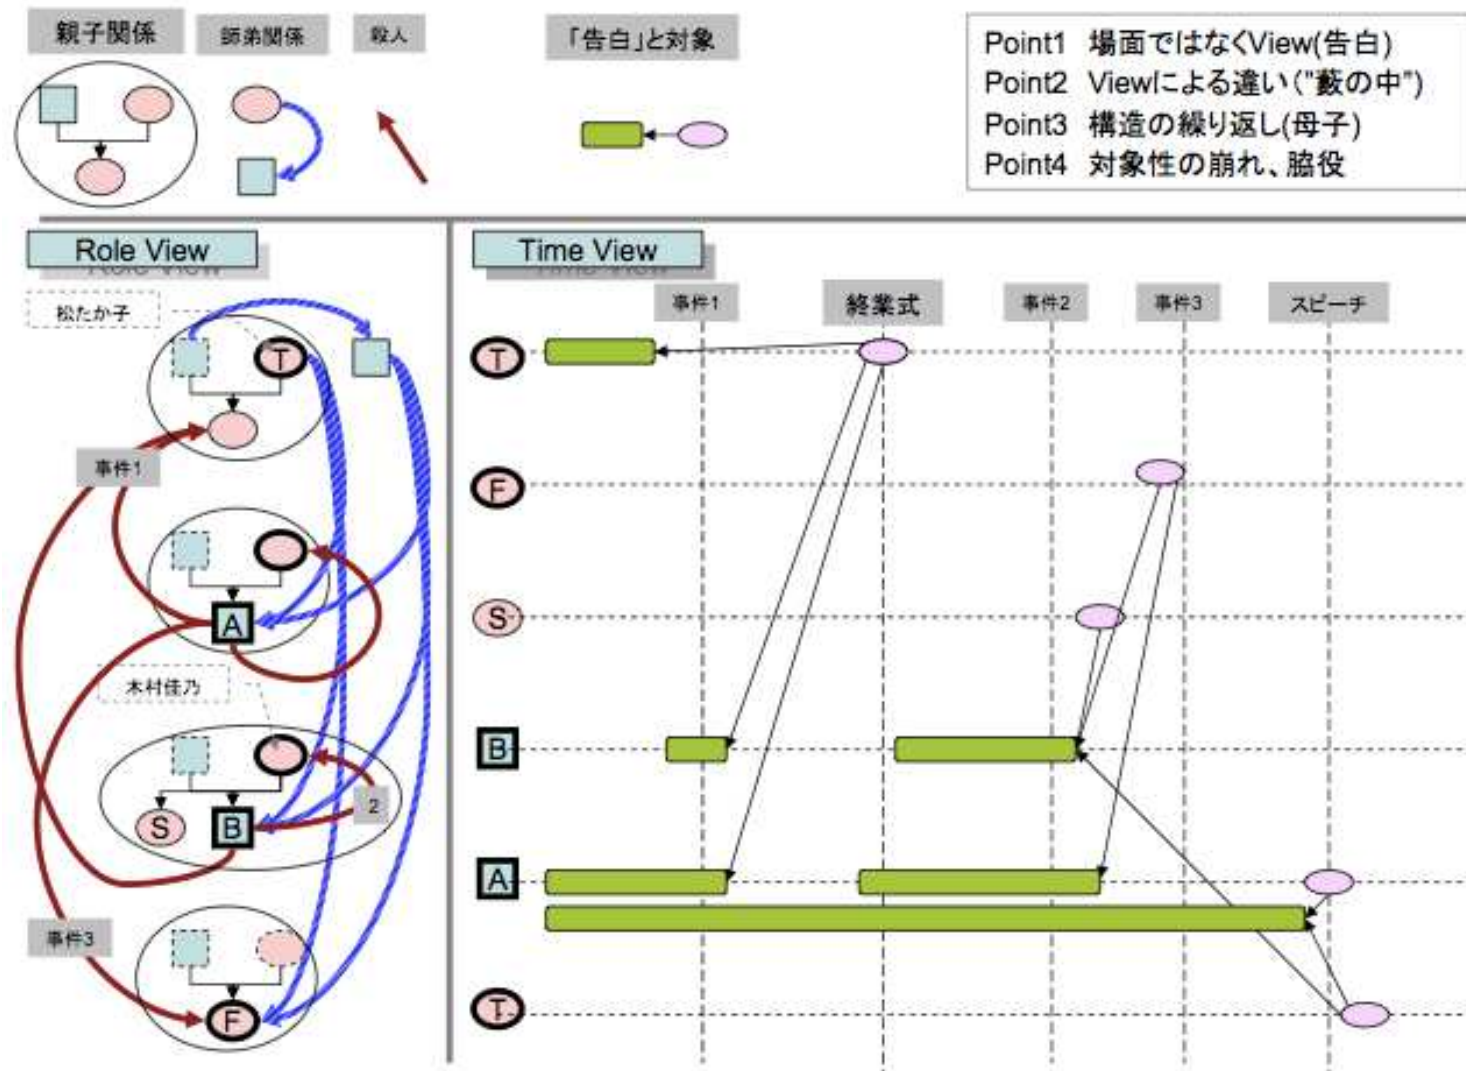 親子関係
師弟関係
殺人
「告白」と対象
Point1 場面ではなくView(告白)
Point2 Viewによる違い("藪の中")
Point3 構造の繰り返し(母子)
Point4 対象性の崩れ、脇役
Role View
松たか子
T
事件1
A
木村佳乃
S
B
2
事件3
F
Time View
事件1
終業式
事件2
事件3
スピーチ
T
F
S
B
A
T